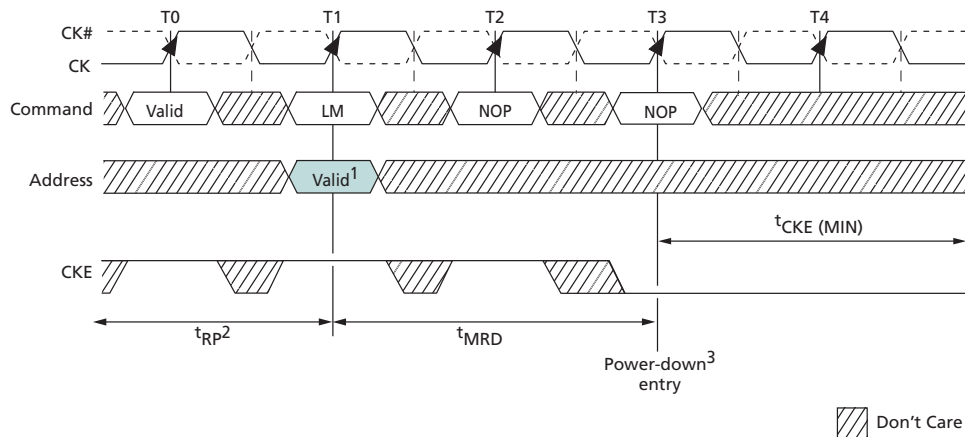 T0 T1 T2 T3 T4
CK#
CK
Command Valid LM NOP NOP
Address Valid1
tCKE (MIN)
CKE
tRP2 tMRD
Power-down3
entry
Don't Care